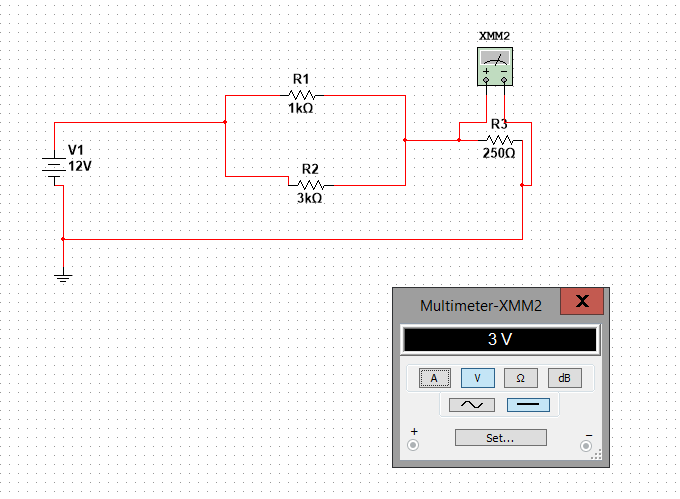 XMM2
+ −
R1
1kΩ
R3
250Ω
V1
12V
R2
3kΩ
Multimeter-XMM2
X
3 V
A V Ω dB
+ −
Set...